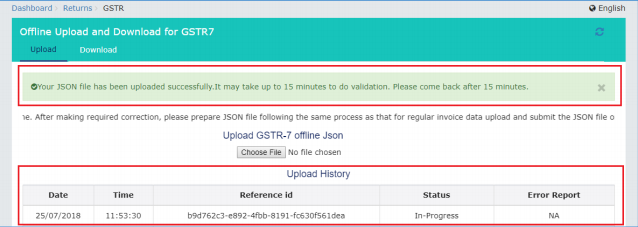 Dashboard > Returns > GSTR English
Offline Upload and Download for GSTR7
Upload Download
Your JSON file has been uploaded successfully.It may take up to 15 minutes to do validation. Please come back after 15 minutes. ×
ne. After making required correction, please prepare JSON file following the same process as that for regular invoice data upload and submit the JSON file o
Upload GSTR-7 offline Json
Choose File No file chosen
Upload History
Date Time Reference id Status Error Report
25/07/2018 11:53:30 b9d762c3-e892-4fbb-8191-fc630f561dea In-Progress NA